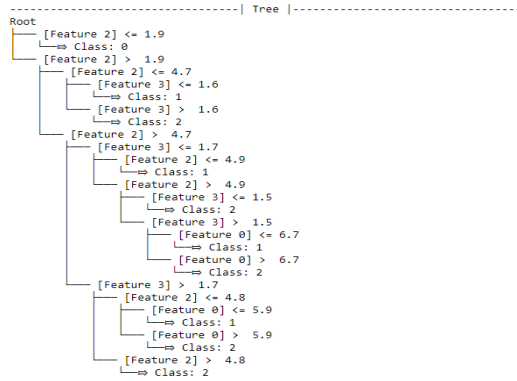 ---------------------------------| Tree |---------------------------------
Root
├── [Feature 2] <= 1.9
│   └──⇒ Class: 0
└── [Feature 2] >  1.9
    ├── [Feature 2] <= 4.7
    │   ├── [Feature 3] <= 1.6
    │   │   └──⇒ Class: 1
    │   └── [Feature 3] >  1.6
    │       └──⇒ Class: 2
    └── [Feature 2] >  4.7
        ├── [Feature 3] <= 1.7
        │   ├── [Feature 2] <= 4.9
        │   │   └──⇒ Class: 1
        │   └── [Feature 2] >  4.9
        │       ├── [Feature 3] <= 1.5
        │       │   └──⇒ Class: 2
        │       └── [Feature 3] >  1.5
        │           ├── [Feature 0] <= 6.7
        │           │   └──⇒ Class: 1
        │           └── [Feature 0] >  6.7
        │               └──⇒ Class: 2
        └── [Feature 3] >  1.7
            ├── [Feature 2] <= 4.8
            │   ├── [Feature 0] <= 5.9
            │   │   └──⇒ Class: 1
            │   └── [Feature 0] >  5.9
            │       └──⇒ Class: 2
            └── [Feature 2] >  4.8
                └──⇒ Class: 2